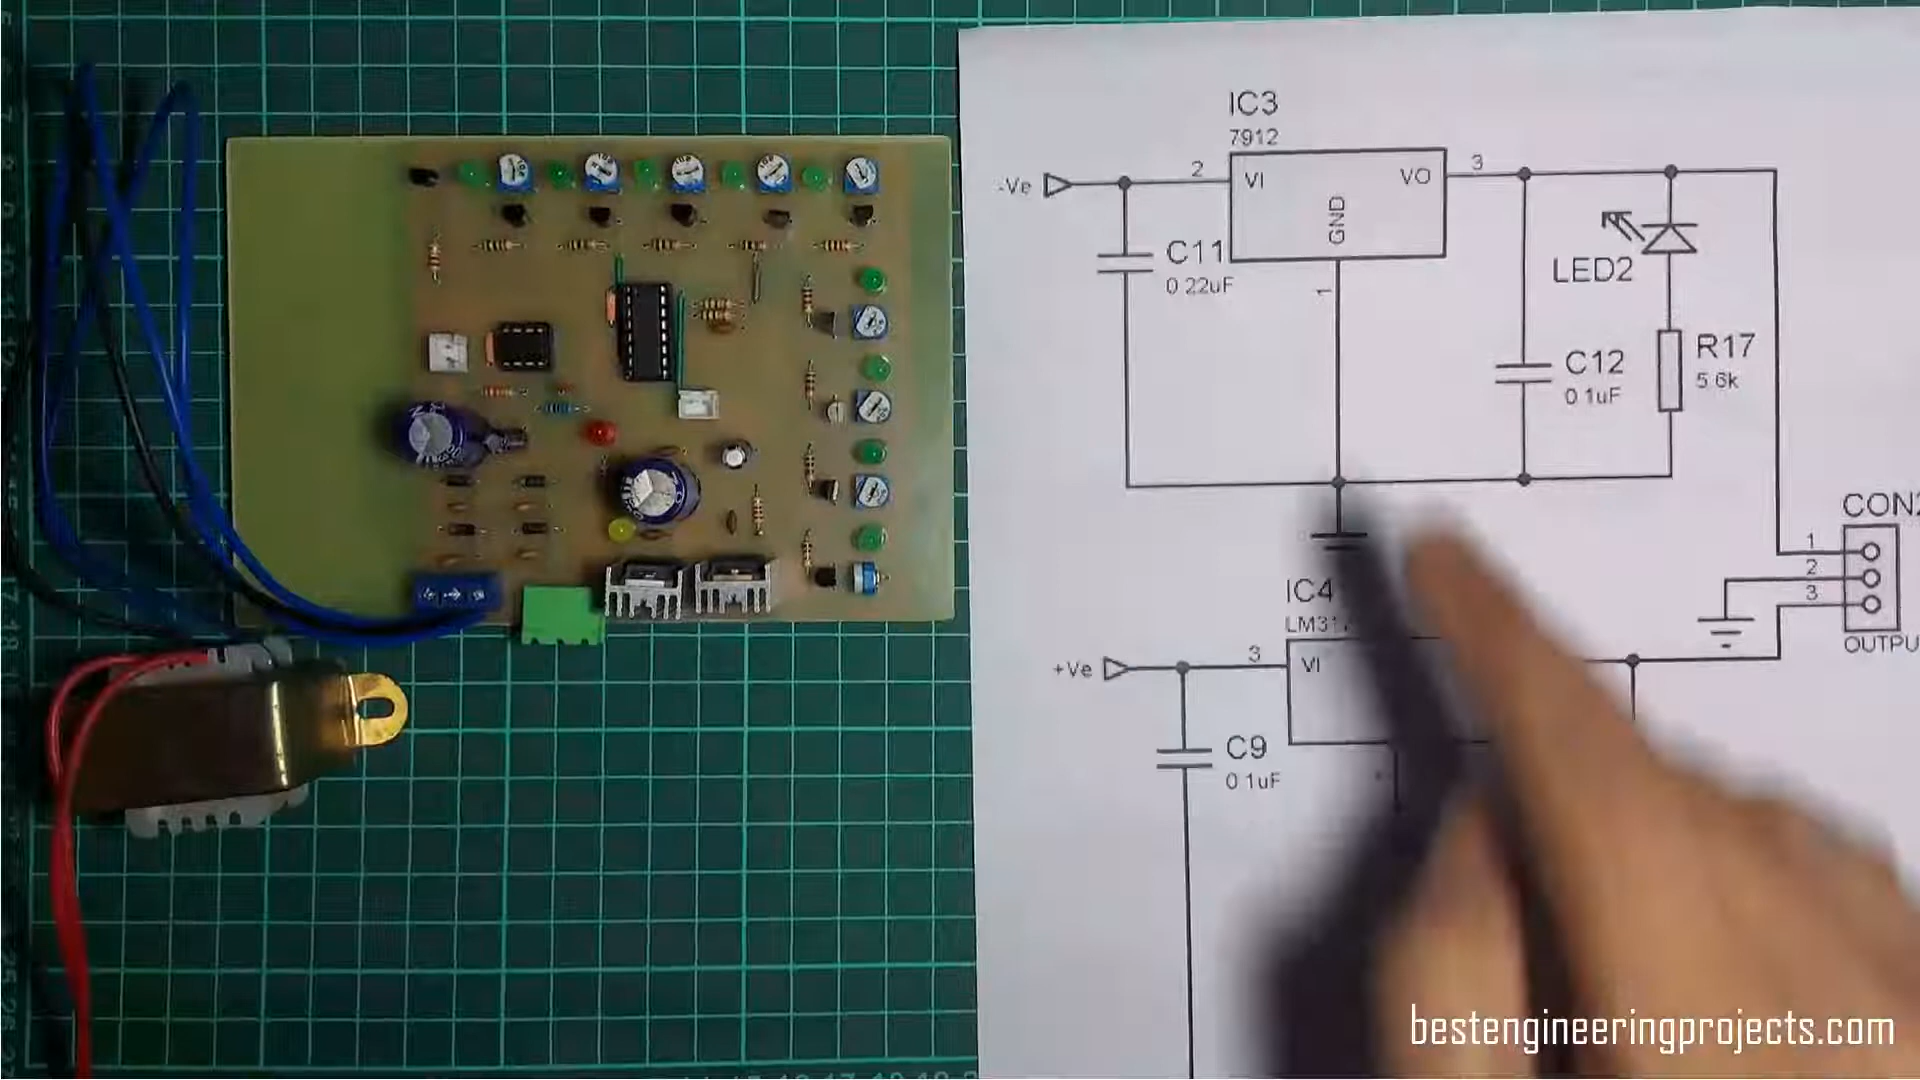 IC3
7912
-Ve
2
VI
VO
3
GND
1
C11
0 22uF
LED2
C12
0 1uF
R17
5 6k
CON2
1
2
3
OUTPU
IC4
LM317
+Ve
3
VI
C9
0 1uF
bestengineeringprojects.com